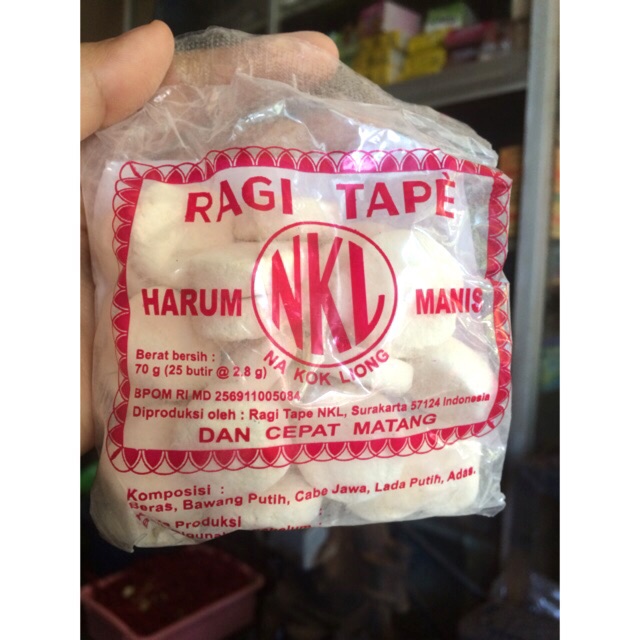 RAGI TAPÈ
HARUM NKL MANIS
NA KOK LIONG
Berat bersih :
70 g (25 butir @ 2.8 g)
BPOM RI MD 256911005084
Diproduksi oleh : Ragi Tape NKL, Surakarta 57124 Indonesia
DAN CEPAT MATANG
Komposisi :
Beras, Bawang Putih, Cabe Jawa, Lada Putih, Adas.
Produksi